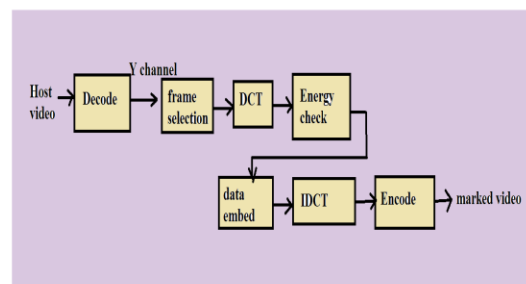 Host
video
Decode
Y channel
frame
selection
DCT
Energy
check
data
embed
IDCT
Encode
marked video